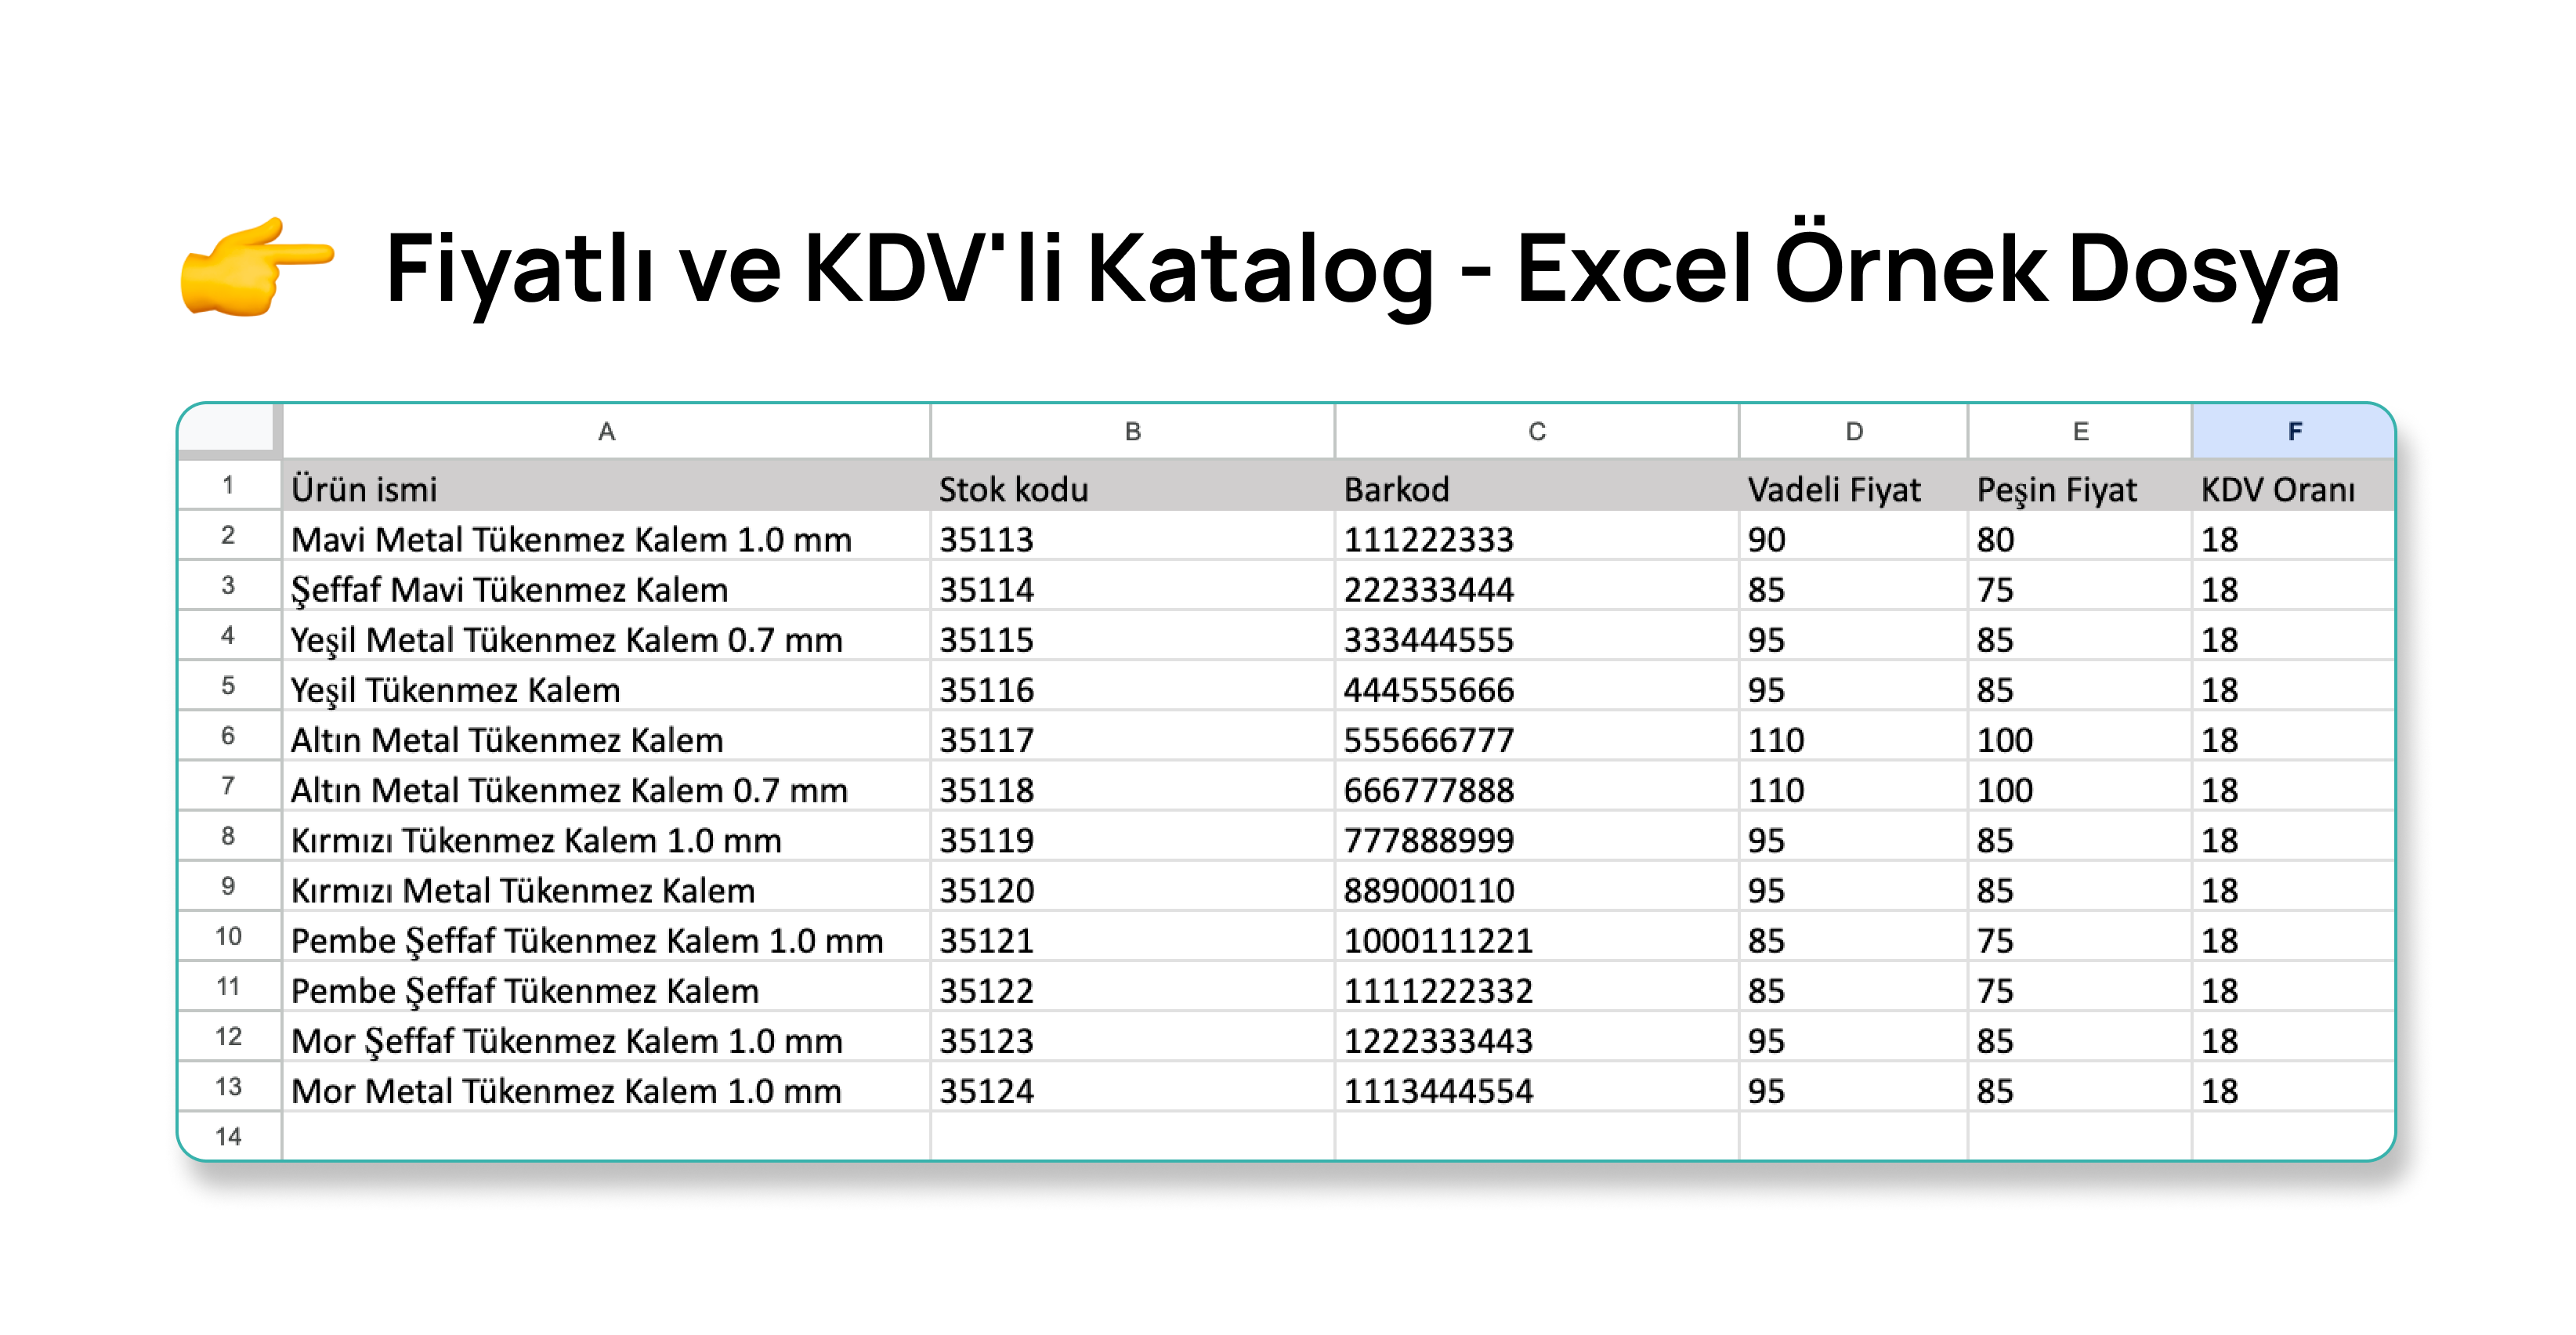 👉 Fiyatlı ve KDV'li Katalog - Excel Örnek Dosya
A B C D E F
1 Ürün ismi Stok kodu Barkod Vadeli Fiyat Peşin Fiyat KDV Oranı
2 Mavi Metal Tükenmez Kalem 1.0 mm 35113 111222333 90 80 18
3 Şeffaf Mavi Tükenmez Kalem 35114 222333444 85 75 18
4 Yeşil Metal Tükenmez Kalem 0.7 mm 35115 333444555 95 85 18
5 Yeşil Tükenmez Kalem 35116 444555666 95 85 18
6 Altın Metal Tükenmez Kalem 35117 555666777 110 100 18
7 Altın Metal Tükenmez Kalem 0.7 mm 35118 666777888 110 100 18
8 Kırmızı Tükenmez Kalem 1.0 mm 35119 777888999 95 85 18
9 Kırmızı Metal Tükenmez Kalem 35120 889000110 95 85 18
10 Pembe Şeffaf Tükenmez Kalem 1.0 mm 35121 1000111221 85 75 18
11 Pembe Şeffaf Tükenmez Kalem 35122 1111222332 85 75 18
12 Mor Şeffaf Tükenmez Kalem 1.0 mm 35123 1222333443 95 85 18
13 Mor Metal Tükenmez Kalem 1.0 mm 35124 1113444554 95 85 18
14